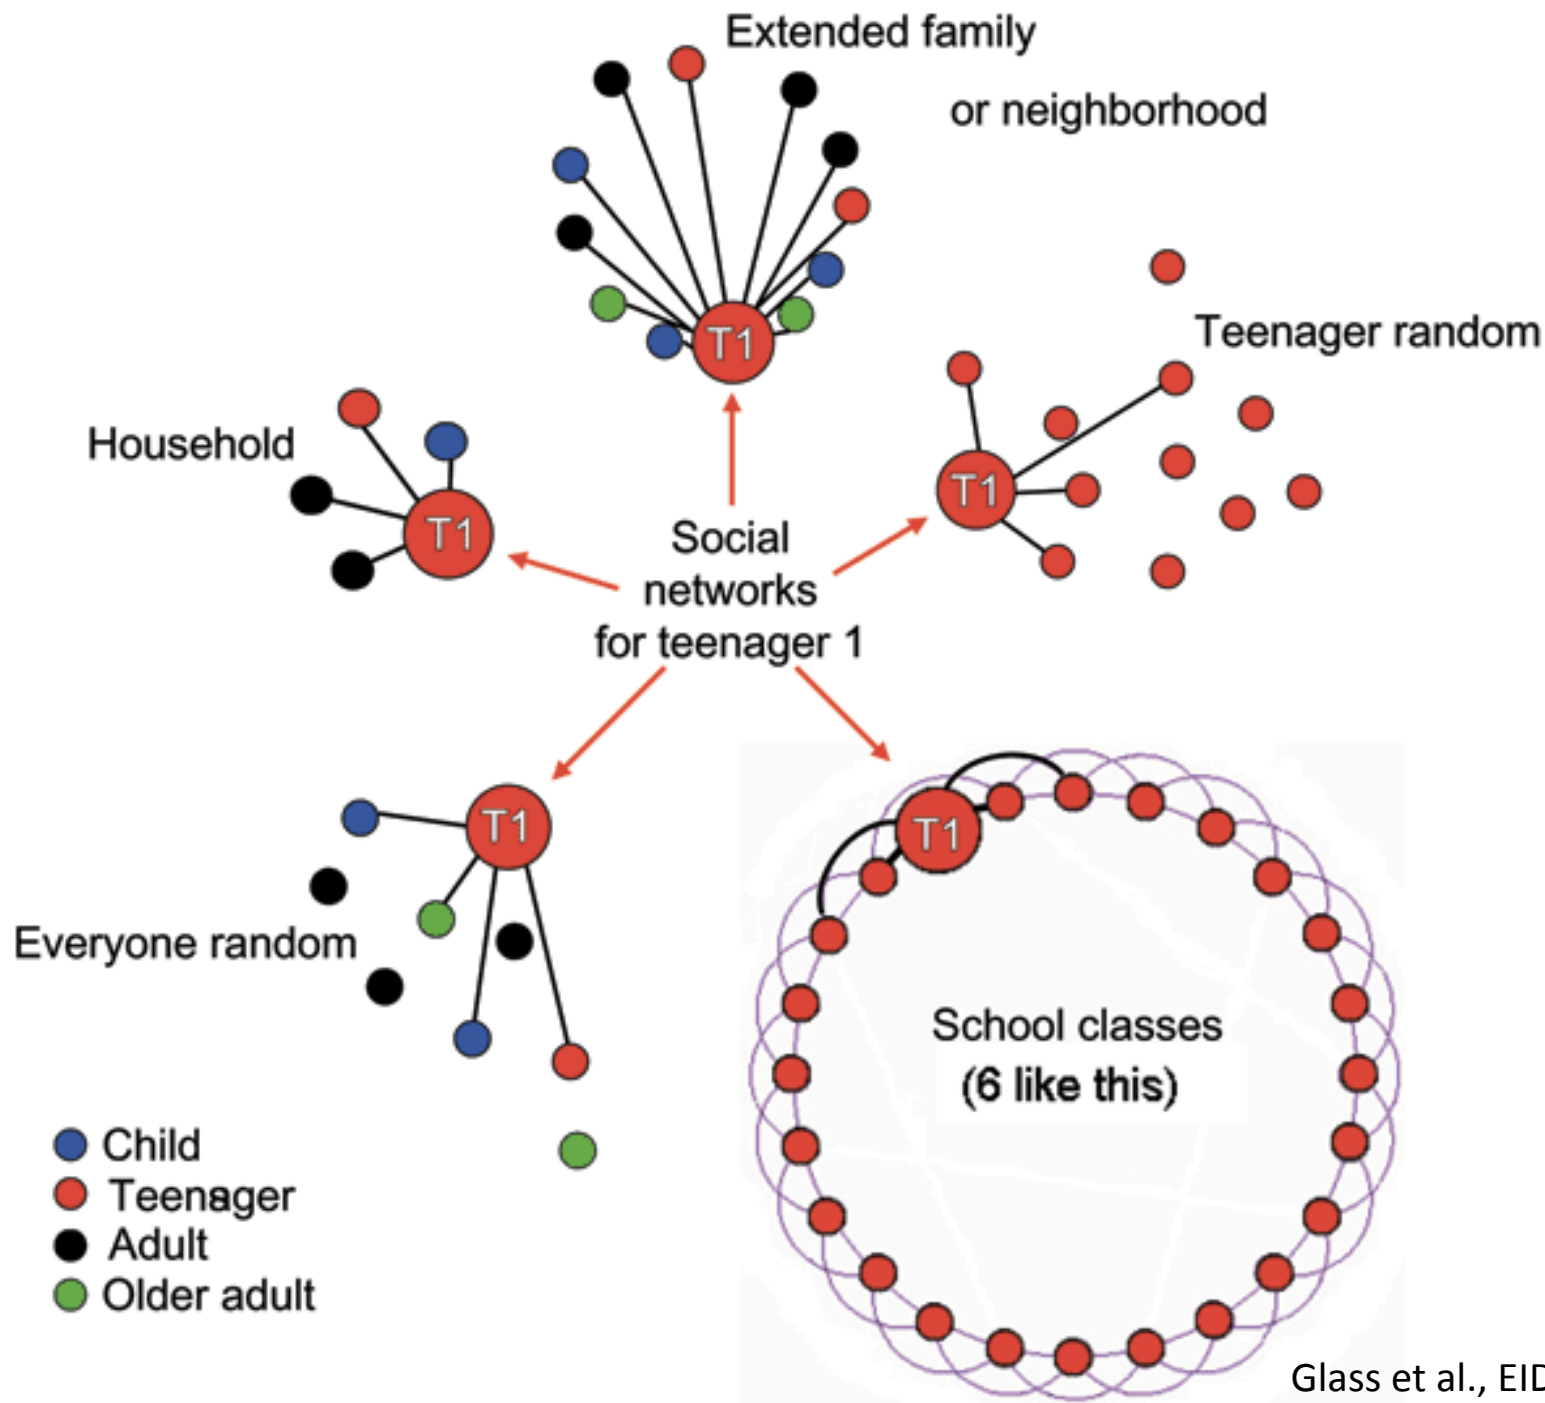 Extended family
or neighborhood
Teenager random
Household
T1
T1
T1
Social
networks
for teenager 1
T1
T1
Everyone random
School classes
(6 like this)
Child
Teenager
Adult
Older adult
Glass et al., EID